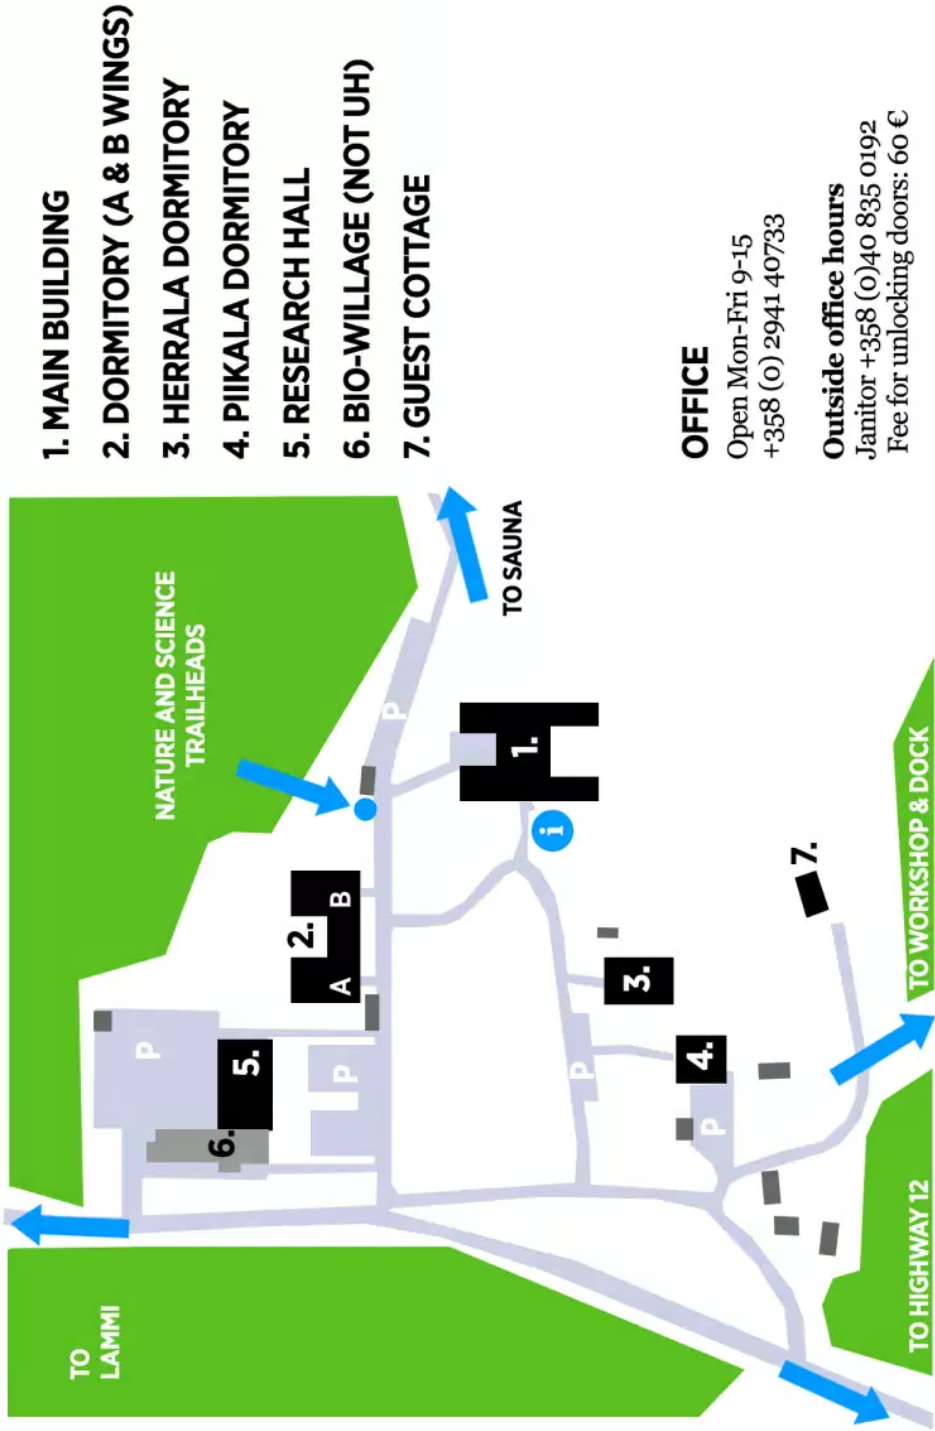 1. MAIN BUILDING
2. DORMITORY (A & B WINGS)
3. HERRALA DORMITORY
4. PIIKALA DORMITORY
5. RESEARCH HALL
6. BIO-WILLAGE (NOT UH)
7. GUEST COTTAGE
OFFICE
Open Mon-Fri 9-15
+358 (0) 2941 40733
Outside office hours
Janitor +358 (0)40 835 0192
Fee for unlocking doors: 60 €
TO
LAMMI
NATURE AND SCIENCE
TRAILHEADS
TO SAUNA
P
6.
5.
P
2.
A
B
P
1.
i
P
3.
P
4.
7.
TO HIGHWAY 12
TO WORKSHOP & DOCK
P